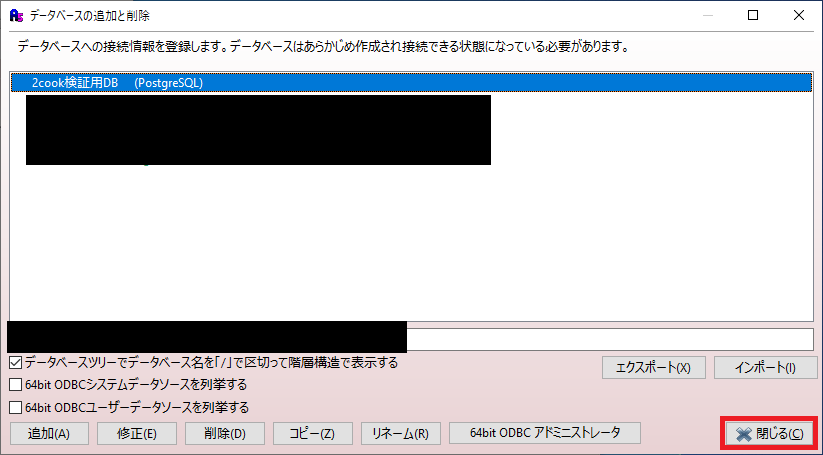 データベースの追加と削除
データベースへの接続情報を登録します。データベースはあらかじめ作成され接続できる状態になっている必要があります。
2cook検証用DB (PostgreSQL)
データベースツリーでデータベース名を「/」で区切って階層構造で表示する
エクスポート(X) インポート(I)
64bit ODBCシステムデータソースを列挙する
64bit ODBCユーザーデータソースを列挙する
追加(A) 修正(E) 削除(D) コピー(Z) リネーム(R) 64bit ODBC アドミニストレータ 閉じる(C)